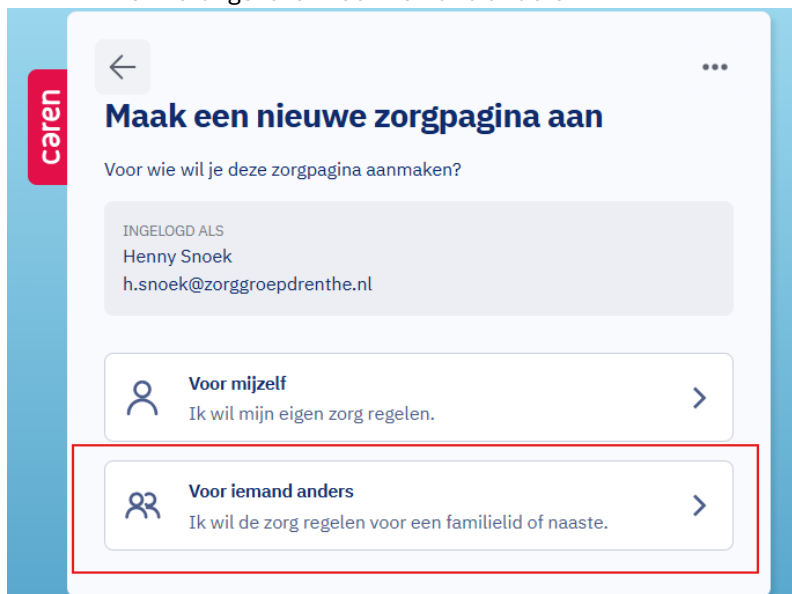 caren
Maak een nieuwe zorgpagina aan
Voor wie wil je deze zorgpagina aanmaken?
INGELOGD ALS
Henny Snoek
h.snoek@zorggroepdrenthe.nl
Voor mijzelf
Ik wil mijn eigen zorg regelen.
Voor iemand anders
Ik wil de zorg regelen voor een familielid of naaste.